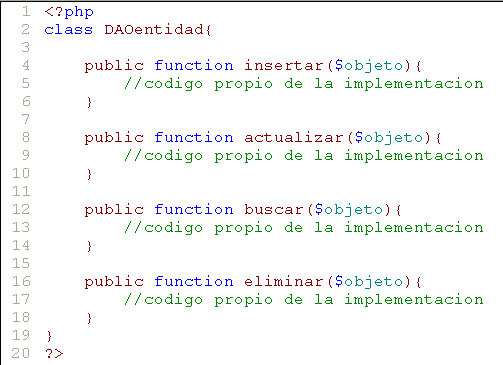 1 <?php
2 class DAOentidad{
3
4     public function insertar($objeto){
5         //codigo propio de la implementacion
6     }
7
8     public function actualizar($objeto){
9         //codigo propio de la implementacion
10     }
11
12     public function buscar($objeto){
13         //codigo propio de la implementacion
14     }
15
16     public function eliminar($objeto){
17         //codigo propio de la implementacion
18     }
19 }
20 ?>